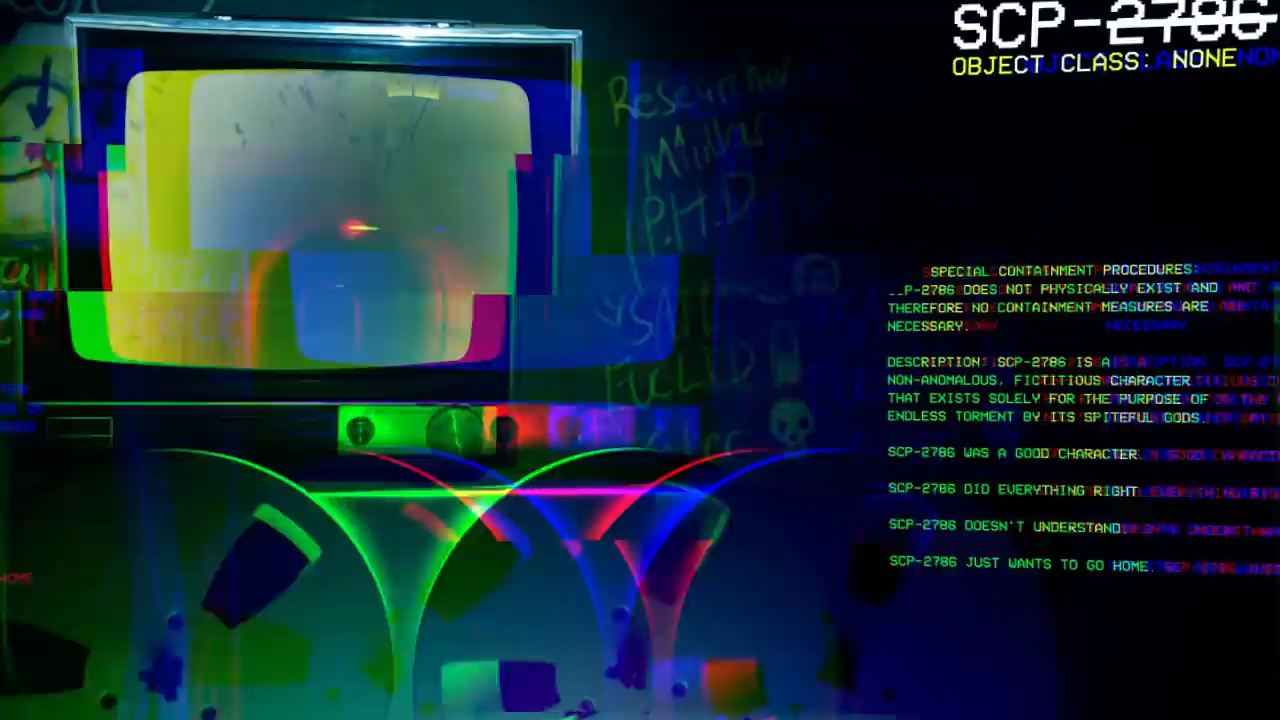 SCP-2786
OBJECT CLASS: NONE
Researcher
Millar
P.H.D
SPECIAL CONTAINMENT PROCEDURES:
P-2786 DOES NOT PHYSICALLY EXIST AND
THEREFORE NO CONTAINMENT MEASURES ARE
NECESSARY.
DESCRIPTION: SCP-2786 IS A
NON-ANOMALOUS, FICTITIOUS CHARACTER
THAT EXISTS SOLELY FOR THE PURPOSE OF
ENDLESS TORMENT BY ITS SPITEFUL GODS.
SCP-2786 WAS A GOOD CHARACTER.
SCP-2786 DID EVERYTHING RIGHT.
SCP-2786 DOESN'T UNDERSTAND.
SCP-2786 JUST WANTS TO GO HOME.
HOME